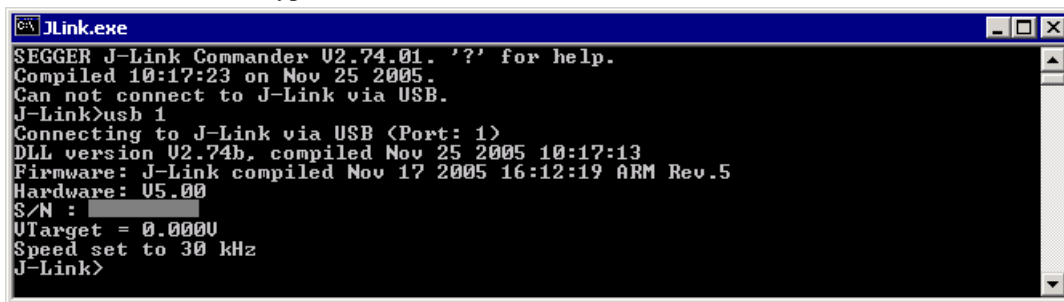 JLink.exe
SEGGER J-Link Commander V2.74.01. '?' for help.
Compiled 10:17:23 on Nov 25 2005.
Can not connect to J-Link via USB.
J-Link>usb 1
Connecting to J-Link via USB (Port: 1)
DLL version V2.74b, compiled Nov 25 2005 10:17:13
Firmware: J-Link compiled Nov 17 2005 16:12:19 ARM Rev.5
Hardware: V5.00
S/N :
VTarget = 0.000V
Speed set to 30 kHz
J-Link>